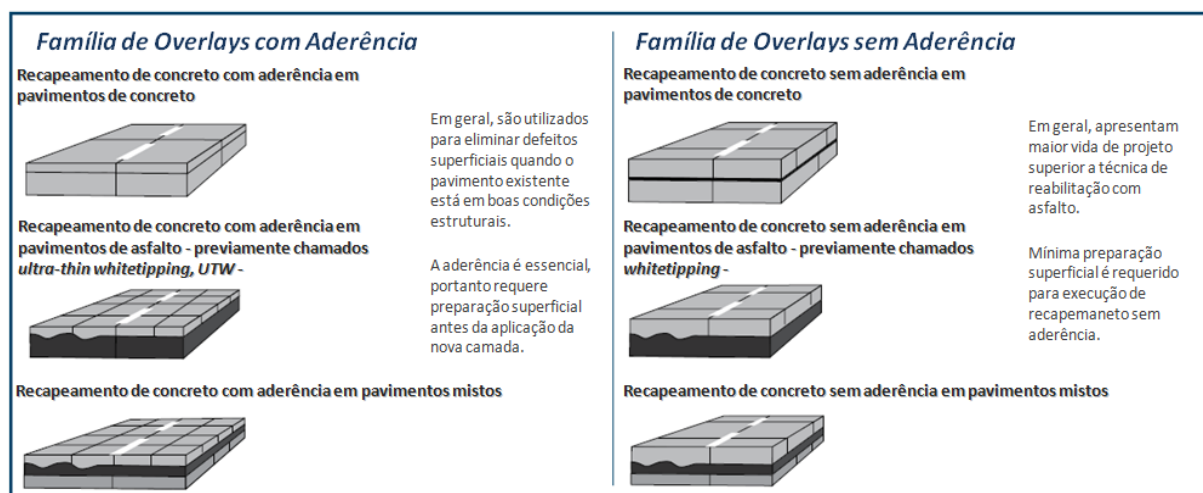 Família de Overlays com Aderência
Recapeamento de concreto com aderência em
pavimentos de concreto
Em geral, são utilizados
para eliminar defeitos
superficiais quando o
pavimento existente
está em boas condições
estruturais.
Recapeamento de concreto com aderência em
pavimentos de asfalto - previamente chamados
ultra-thin whitetipping, UTW -
A aderência é essencial,
portanto requere
preparação superficial
antes da aplicação da
nova camada.
Recapeamento de concreto com aderência em pavimentos mistos
Família de Overlays sem Aderência
Recapeamento de concreto sem aderência em
pavimentos de concreto
Em geral, apresentam
maior vida de projeto
superior a técnica de
reabilitação com
asfalto.
Recapeamento de concreto sem aderência em
pavimentos de asfalto - previamente chamados
whitetipping -
Mínima preparação
superficial é requerido
para execução de
recapemaneto sem
aderência.
Recapeamento de concreto sem aderência em pavimentos mistos